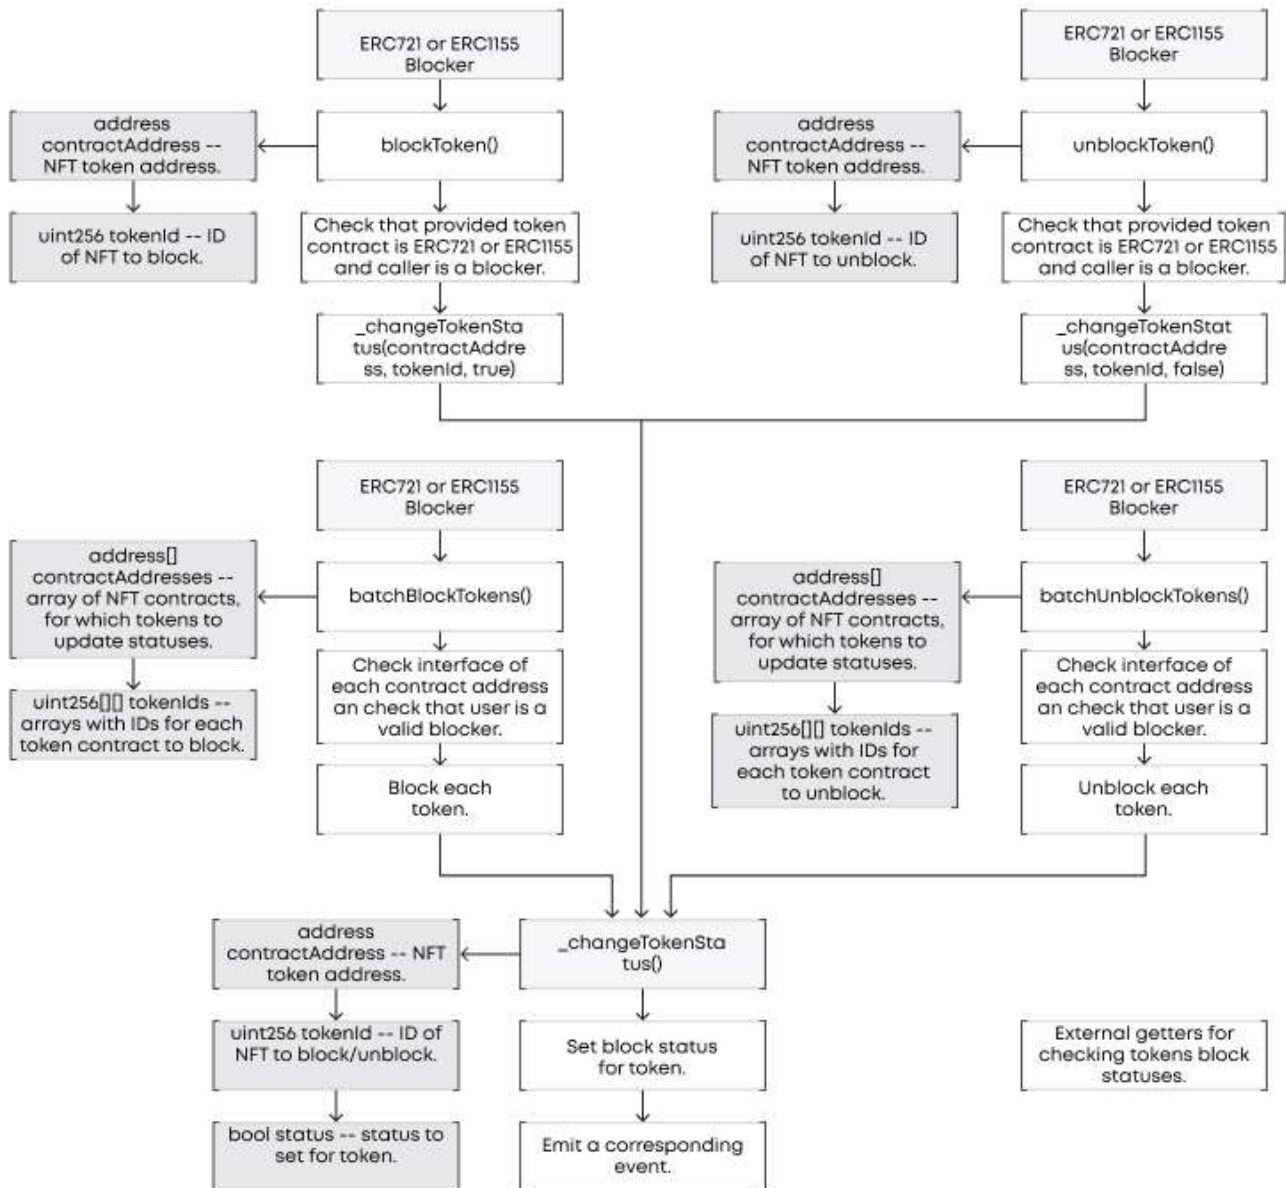 ERC721 or ERC1155
Blocker
ERC721 or ERC1155
Blocker
address
contractAddress --
NFT token address.
blockToken()
address
contractAddress --
NFT token address.
unblockToken()
uint256 tokenId -- ID
of NFT to block.
Check that provided token
contract is ERC721 or ERC1155
and caller is a blocker.
uint256 tokenId -- ID
of NFT to unblock.
Check that provided token
contract is ERC721 or ERC1155
and caller is a blocker.
_changeTokenSta
tus(contractAddre
ss, tokenId, true)
_changeTokenStat
us(contractAddre
ss, tokenId, false)
ERC721 or ERC1155
Blocker
ERC721 or ERC1155
Blocker
address[]
contractAddresses --
array of NFT contracts,
for which tokens to
update statuses.
batchBlockTokens()
address[]
contractAddresses --
array of NFT contracts,
for which tokens to
update statuses.
batchUnblockTokens()
uint256[][] tokenIds --
arrays with IDs for each
token contract to block.
Check interface of
each contract address
an check that user is a
valid blocker.
uint256[][] tokenIds --
arrays with IDs for
each token contract
to unblock.
Check interface of
each contract address
an check that user is a
valid blocker.
Block each
token.
Unblock each
token.
address
contractAddress -- NFT
token address.
_changeTokenSta
tus()
uint256 tokenId -- ID of
NFT to block/unblock.
Set block status
for token.
External getters for
checking tokens block
statuses.
bool status -- status to
set for token.
Emit a corresponding
event.